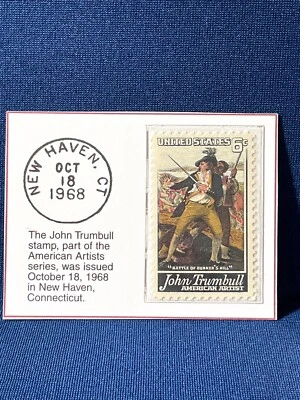 NEW HAVEN, CT
OCT
18
1968
The John Trumbull
stamp, part of the
American Artists
series, was issued
October 18, 1968
in New Haven,
Connecticut.
UNITED STATES 6¢
"BATTLE OF BUNKER'S HILL"
John Trumbull
AMERICAN ARTIST